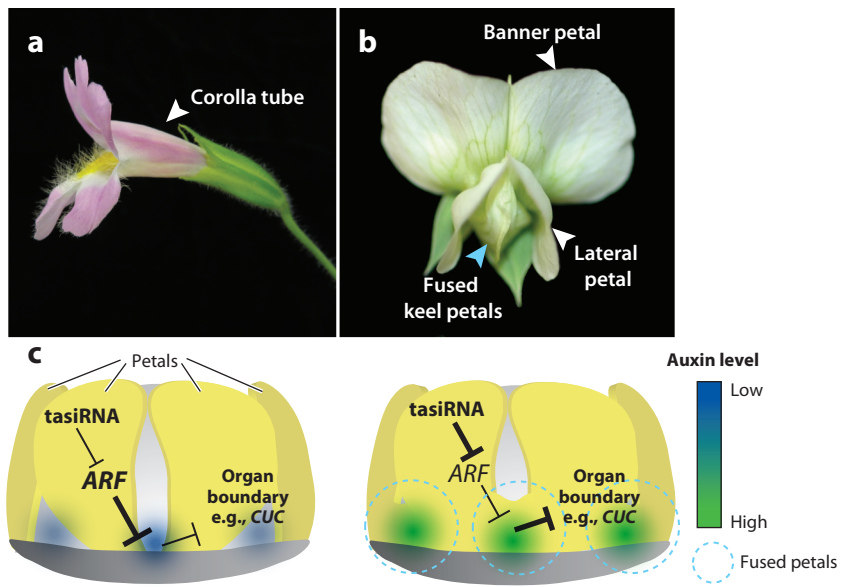 a
Corolla tube
b
Banner petal
Lateral
petal
Fused
keel petals
c
Petals
tasiRNA
ARF
Organ
boundary
e.g., CUC
tasiRNA
ARF
Organ
boundary
e.g., CUC
Auxin level
Low
High
Fused petals